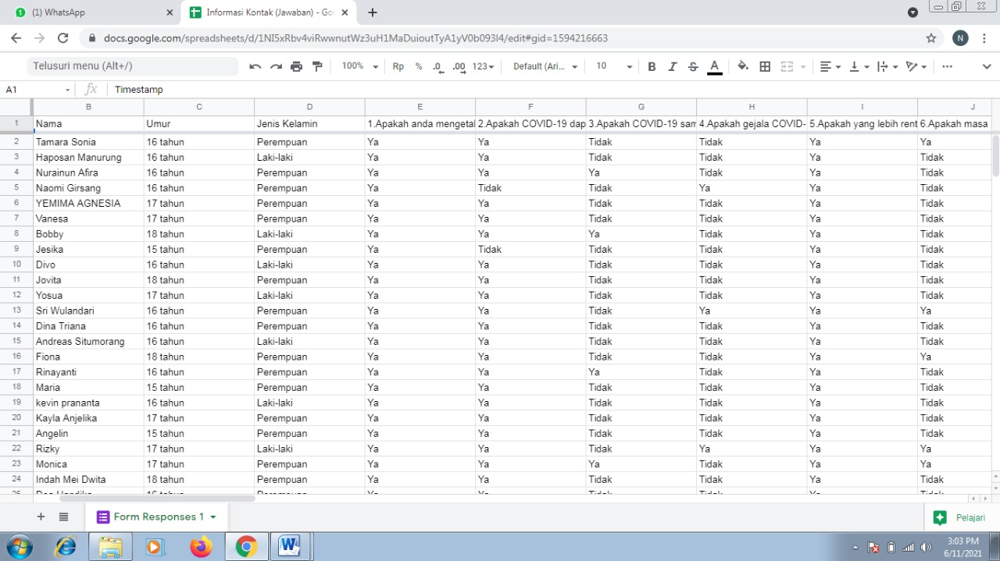 (1) WhatsApp
Informasi Kontak (Jawaban) - Go
docs.google.com/spreadsheets/d/1NI5xRbv4viRwwnutWz3uH1MaDuioutTyA1yV0b093l4/edit#gid=1594216663
N
Telusuri menu (Alt+/) 100% Rp % .0 .00 123 Default (Ari... 10 B I S A
A1 fx Timestamp
B C D E F G H I J
1 Nama Umur Jenis Kelamin 1.Apakah anda mengetal 2.Apakah COVID-19 dap 3.Apakah COVID-19 sam 4.Apakah gejala COVID- 5.Apakah yang lebih rent 6.Apakah masa
2 Tamara Sonia 16 tahun Perempuan Ya Ya Tidak Tidak Ya Ya
3 Haposan Manurung 16 tahun Laki-laki Ya Ya Tidak Tidak Ya Tidak
4 Nurainun Afira 16 tahun Perempuan Ya Ya Ya Tidak Ya Tidak
5 Naomi Girsang 16 tahun Perempuan Ya Tidak Tidak Ya Ya Tidak
6 YEMIMA AGNESIA 17 tahun Perempuan Ya Ya Tidak Tidak Ya Tidak
7 Vanesa 17 tahun Perempuan Ya Ya Tidak Tidak Ya Tidak
8 Bobby 18 tahun Laki-laki Ya Ya Ya Tidak Ya Tidak
9 Jesika 15 tahun Perempuan Ya Tidak Tidak Tidak Ya Tidak
10 Divo 16 tahun Laki-laki Ya Ya Tidak Tidak Ya Tidak
11 Jovita 18 tahun Perempuan Ya Ya Tidak Tidak Ya Tidak
12 Yosua 17 tahun Laki-laki Ya Ya Tidak Tidak Ya Tidak
13 Sri Wulandari 16 tahun Perempuan Ya Ya Tidak Ya Ya Ya
14 Dina Triana 16 tahun Perempuan Ya Ya Tidak Tidak Ya Tidak
15 Andreas Situmorang 16 tahun Laki-laki Ya Ya Tidak Tidak Ya Tidak
16 Fiona 18 tahun Perempuan Ya Ya Tidak Tidak Ya Ya
17 Rinayanti 16 tahun Perempuan Ya Ya Ya Tidak Ya Tidak
18 Maria 15 tahun Perempuan Ya Ya Tidak Tidak Ya Tidak
19 kevin prananta 16 tahun Laki-laki Ya Ya Tidak Tidak Ya Tidak
20 Kayla Anjelika 17 tahun Perempuan Ya Ya Tidak Tidak Ya Tidak
21 Angelin 15 tahun Perempuan Ya Ya Tidak Tidak Ya Tidak
22 Rizky 17 tahun Laki-laki Ya Ya Tidak Ya Ya Ya
23 Monica 17 tahun Perempuan Ya Ya Ya Tidak Ya Ya
24 Indah Mei Dwita 18 tahun Perempuan Ya Ya Tidak Tidak Ya Tidak
Form Responses 1
Pelajari
3:03 PM
6/11/2021